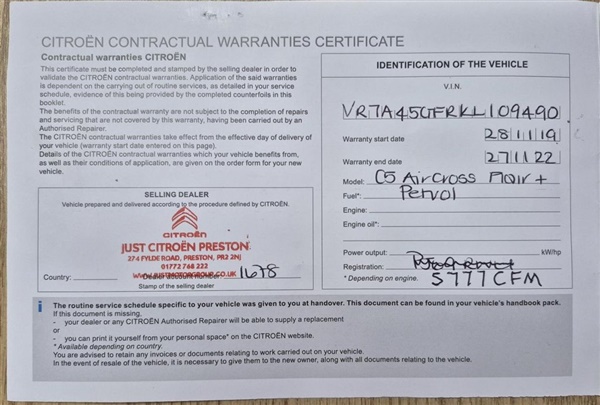 CITROËN CONTRACTUAL WARRANTIES CERTIFICATE
Contractual warranties CITROËN
This certificate must be completed and stamped by the selling dealer in order to
validate the CITROËN contractual warranties. Application of the said warranties
is dependent on the carrying out of routine services, as detailed in your service
schedule, evidence of this being provided by the completed counterfoils in this
booklet.
The benefits of the contractual warranty are not subject to the completion of repairs
and servicing that are not covered by this warranty, having been carried out by an
Authorised Repairer.
The CITROËN contractual warranties take effect from the effective day of delivery of
your vehicle (warranty start date entered on this page).
Details of the CITROËN contractual warranties which your vehicle benefits from,
as well as their conditions of application, are given on the order form for your new
vehicle.
SELLING DEALER
Vehicle prepared and delivered according to the procedure defined by CITROËN.
CITROËN
JUST CITROËN PRESTON
274 FYLDE ROAD, PRESTON, PR2 2NJ
01772 768 222
WWW.JUSTMOTORGROUP.CO.UK
Country: Dealer account number 1678
Stamp of the selling dealer
IDENTIFICATION OF THE VEHICLE
V.I.N.
VR7A45GFRKL109490
Warranty start date 28/11/19
Warranty end date 27/11/22
Model: C5 AirCross Flair +
Fuel*: Petrol
Engine:
Engine oil*:
Power output: kW/hp
Registration:
* Depending on engine. S777CFM
i The routine service schedule specific to your vehicle was given to you at handover. This document can be found in your vehicle's handbook pack.
If this document is missing,
- your dealer or any CITROËN Authorised Repairer will be able to supply a replacement
or
- you can print it yourself from your personal space* on the CITROËN website.
* Available depending on country.
You are advised to retain any invoices or documents relating to work carried out on your vehicle.
In the event of resale of the vehicle, it is necessary to give them to the new owner, along with all documents relating to the vehicle.